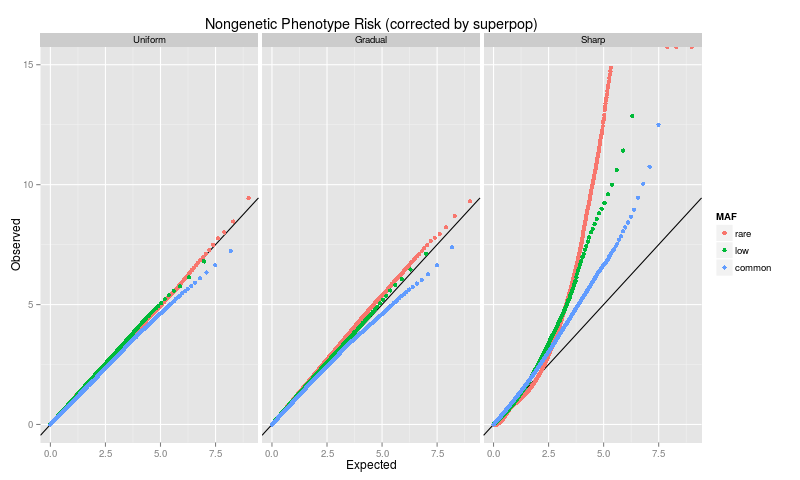 Nongenetic Phenotype Risk (corrected by superpop)
Uniform Gradual Sharp
15
10
5
0
Observed
0.0 2.5 5.0 7.5 0.0 2.5 5.0 7.5 0.0 2.5 5.0 7.5
Expected
MAF
rare
low
common